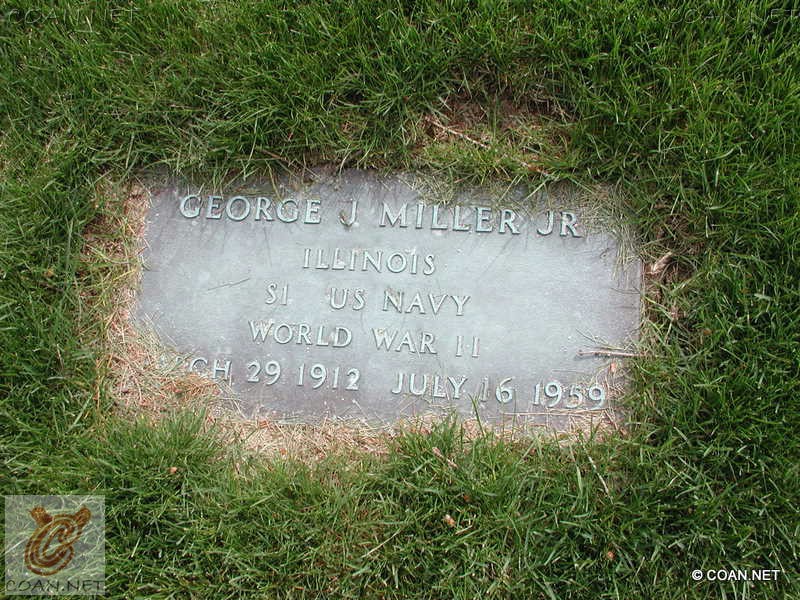 GEORGE J MILLER JR
ILLINOIS
S1 US NAVY
WORLD WAR II
RCH 29 1912 JULY 16 1959
COAN.NET
© COAN.NET